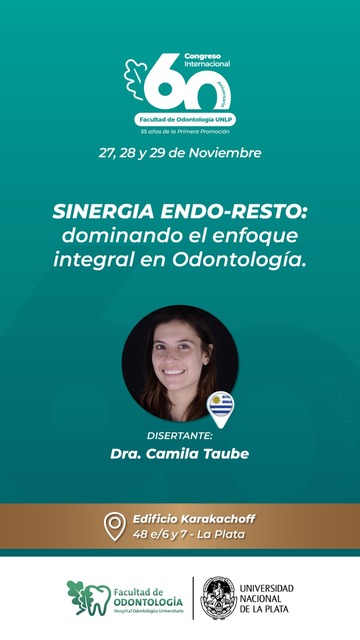 Congreso
Internacional
60
Facultad de Odontología UNLP
55 años de la Primera Promoción
27, 28 y 29 de Noviembre
SINERGIA ENDO-RESTO:
dominando el enfoque
integral en Odontología.
DISERTANTE:
Dra. Camila Taube
Edificio Karakachoff
48 e/6 y 7 - La Plata
Facultad de
ODONTOLOGÍA
Hospital Odontológico Universitario
UNIVERSIDAD
NACIONAL
DE LA PLATA